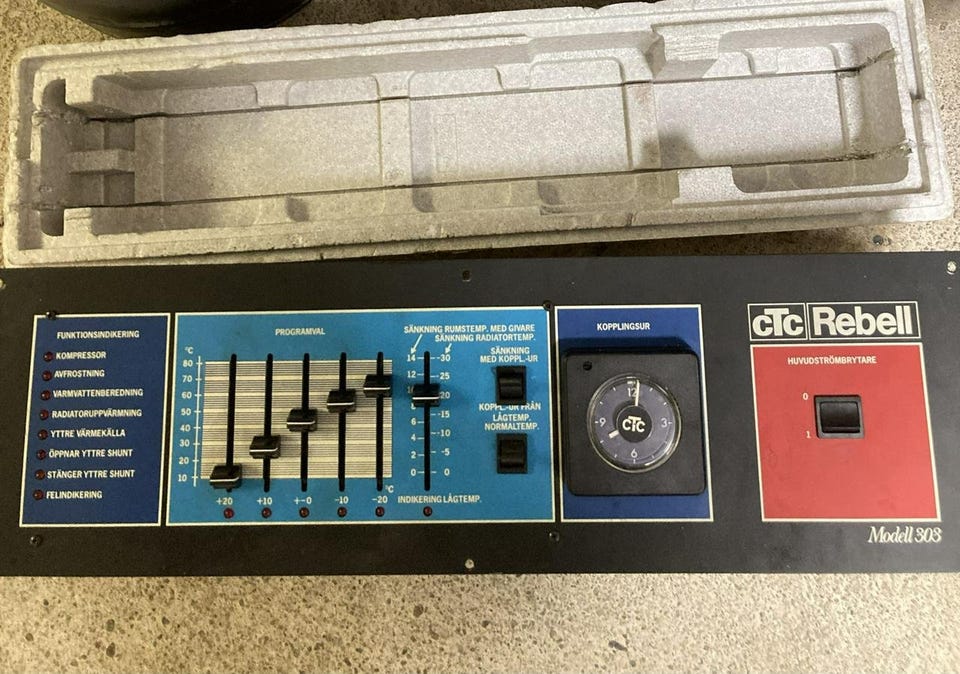 FUNKTIONSINDIKERING
KOMPRESSOR
AVFROSTNING
VARMVATTENBEREDNING
RADIATORUPPVÄRMNING
YTTRE VÄRMEKÄLLA
ÖPPNAR YTTRE SHUNT
STÄNGER YTTRE SHUNT
FELINDIKERING
PROGRAMVAL
°C
80
70
60
50
40
30
20
10
+20
+10
+-0
-10
-20
°C
SÄNKNING RUMSTEMP. MED GIVARE
SÄNKNING RADIATORTEMP.
14 30
12 25
20
8 15
6
4 10
2 5
0 0
INDIKERING LÅGTEMP.
SÄNKNING
MED KOPPL.-UR
KOPPL.-UR FRÅN
LÅGTEMP.
NORMALTEMP.
KOPPLINGSUR
12
9 CTC 3
6
CTC Rebell
HUVUDSTRÖMBRYTARE
0
1
Modell 303